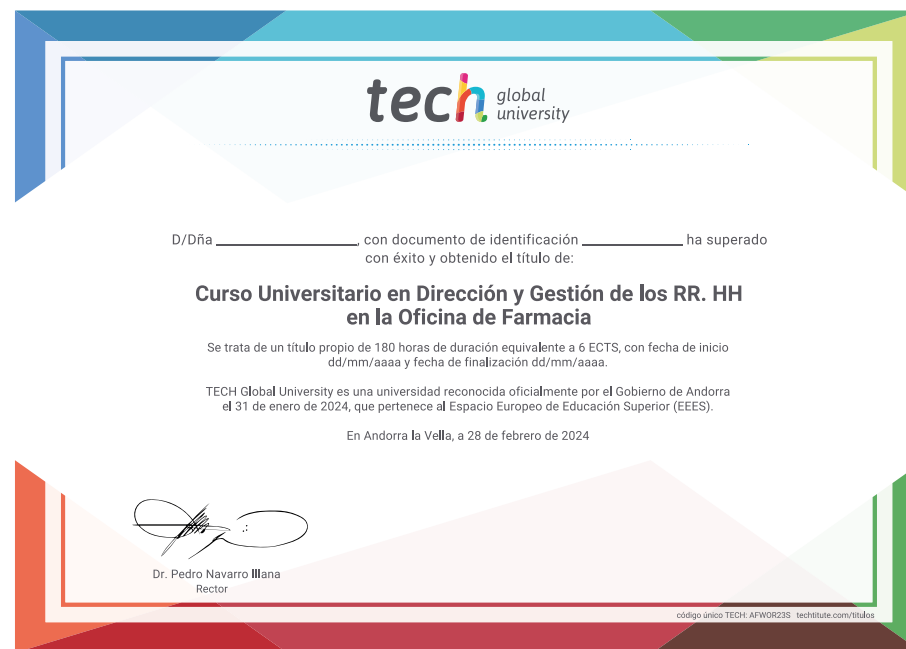 tech global
university
D/Dña ____________________, con documento de identificación ______________ ha superado
con éxito y obtenido el título de:
Curso Universitario en Dirección y Gestión de los RR. HH
en la Oficina de Farmacia
Se trata de un título propio de 180 horas de duración equivalente a 6 ECTS, con fecha de inicio
dd/mm/aaaa y fecha de finalización dd/mm/aaaa.
TECH Global University es una universidad reconocida oficialmente por el Gobierno de Andorra
el 31 de enero de 2024, que pertenece al Espacio Europeo de Educación Superior (EEES).
En Andorra la Vella, a 28 de febrero de 2024
Dr. Pedro Navarro Illana
Rector
código único TECH: AFWOR23S techtitute.com/titulos